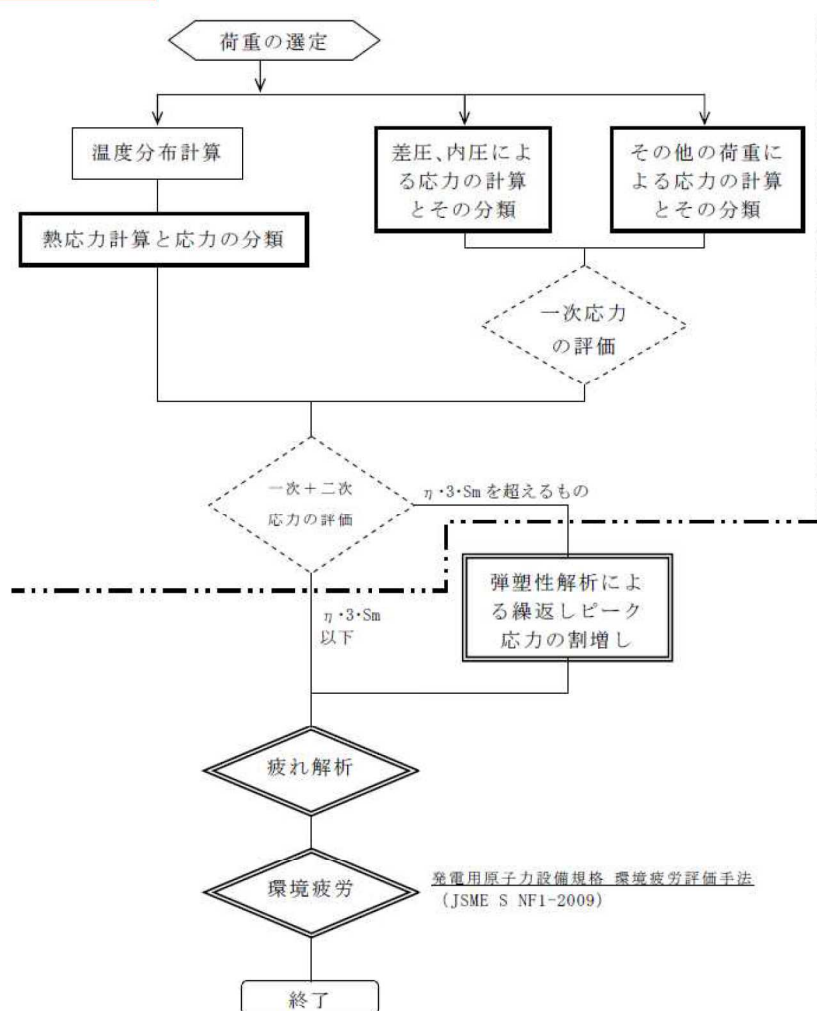 荷重の選定
温度分布計算
差圧、内圧によ
る応力の計算
とその分類
その他の荷重に
よる応力の計算
とその分類
熱応力計算と応力の分類
一次応力
の評価
一次＋二次
応力の評価
η・3・Smを超えるもの
弾塑性解析によ
る繰返しピーク
応力の割増し
η・3・Sm
以下
疲れ解析
環境疲労
発電用原子力設備規格 環境疲労評価手法
（JSME S NF1-2009）
終了